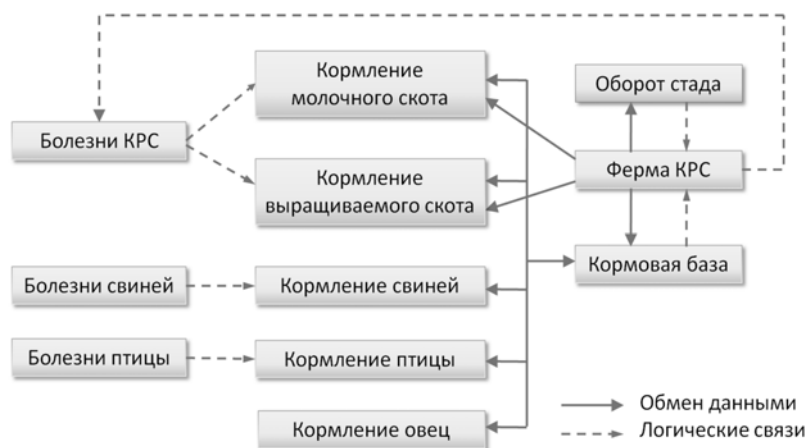 Кормление
молочного скота
Оборот стада
Болезни КРС
Ферма КРС
Кормление
выращиваемого скота
Кормовая база
Болезни свиней
Кормление свиней
Болезни птицы
Кормление птицы
Кормление овец
Обмен данными
Логические связи